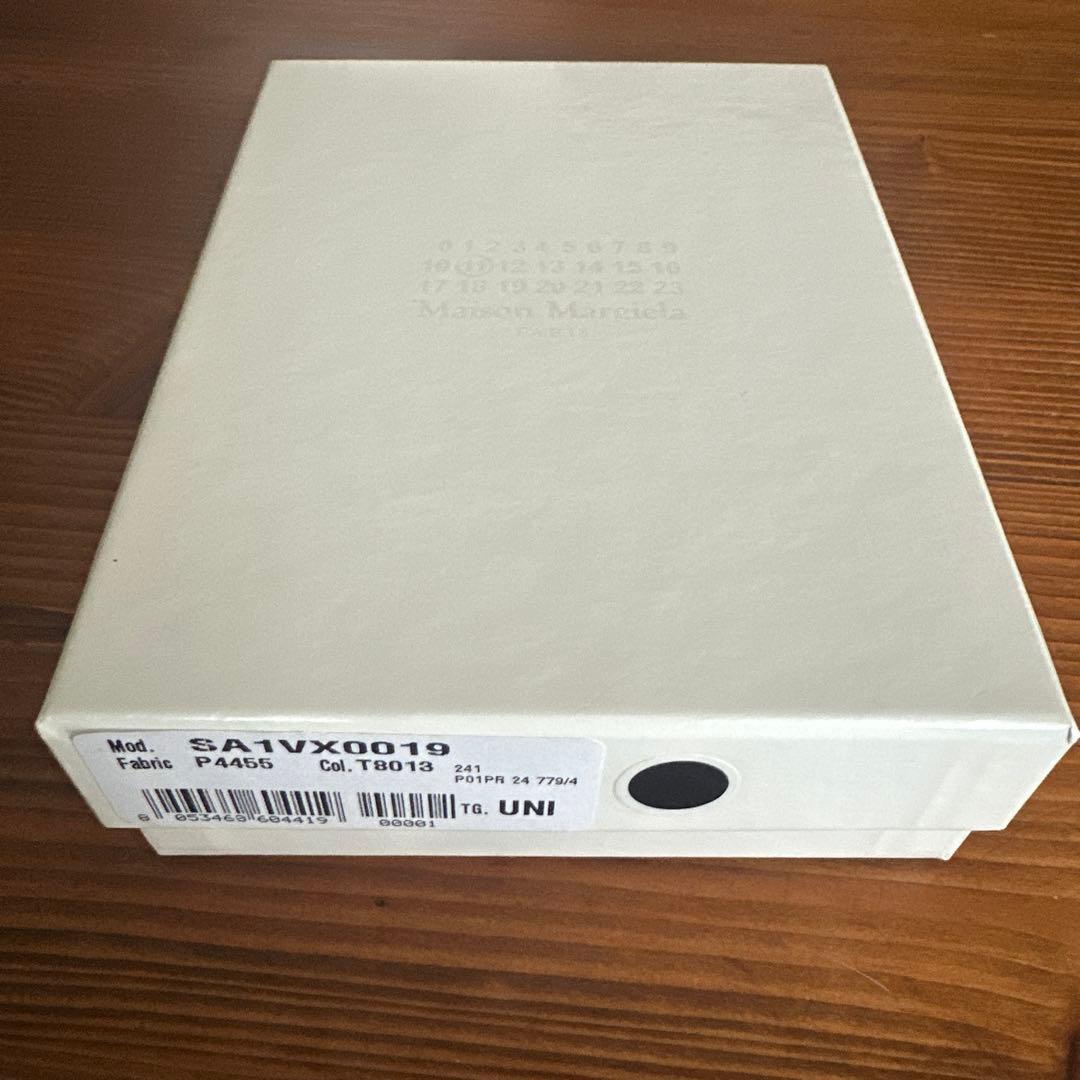 0 1 2 3 4 5 6 7 8 9
10 11 12 13 14 15 16
17 18 19 20 21 22 23
Maison Margiela
PARIS
Mod. SA1VX0019
Fabric P4455 Col. T8013 241
P01PR 24 779/4
8 053460 604419 00001 TG. UNI